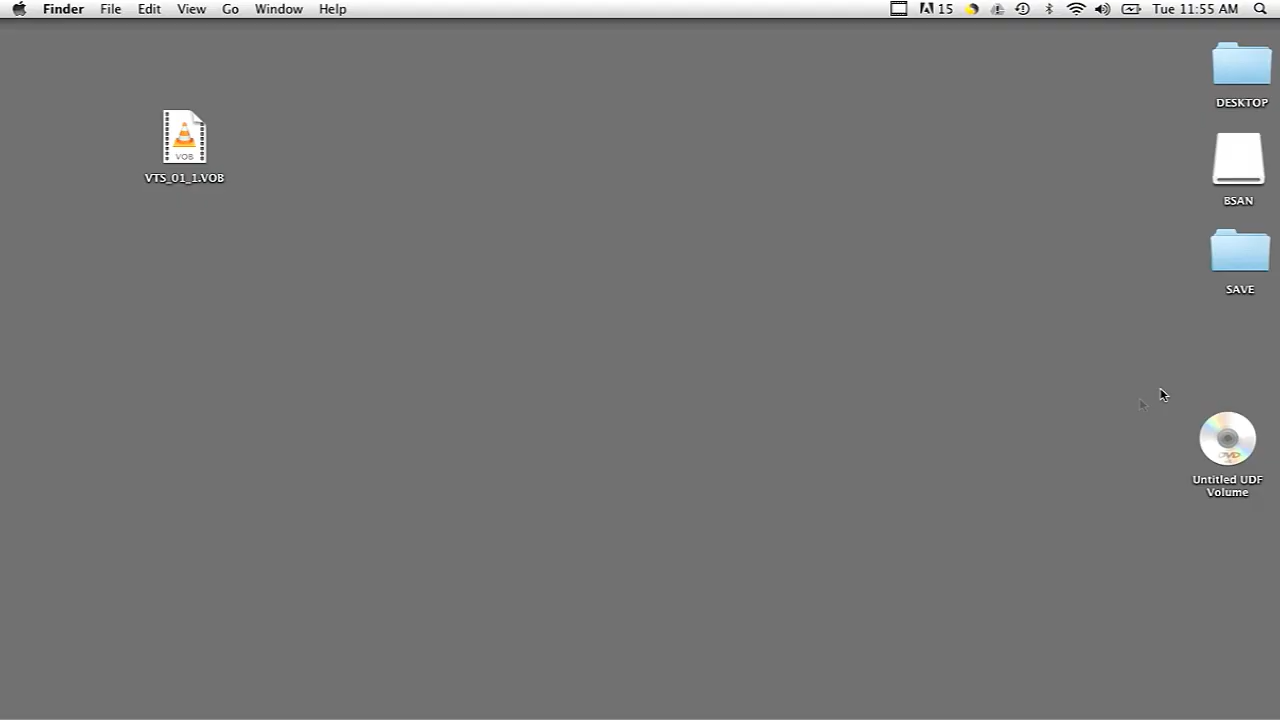 Finder File Edit View Go Window Help 15 Tue 11:55 AM
DESKTOP
VOB
VTS_01_1.VOB
BSAN
SAVE
DVD
Untitled UDF
Volume